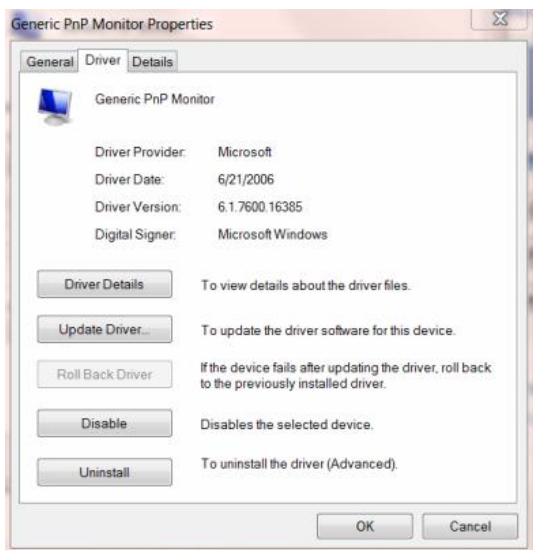 Generic PnP Monitor Properties
General Driver Details
Generic PnP Monitor
Driver Provider: Microsoft
Driver Date: 6/21/2006
Driver Version: 6.1.7600.16385
Digital Signer: Microsoft Windows
Driver Details To view details about the driver files.
Update Driver... To update the driver software for this device.
Roll Back Driver If the device fails after updating the driver, roll back
to the previously installed driver.
Disable Disables the selected device.
Uninstall To uninstall the driver (Advanced).
OK Cancel